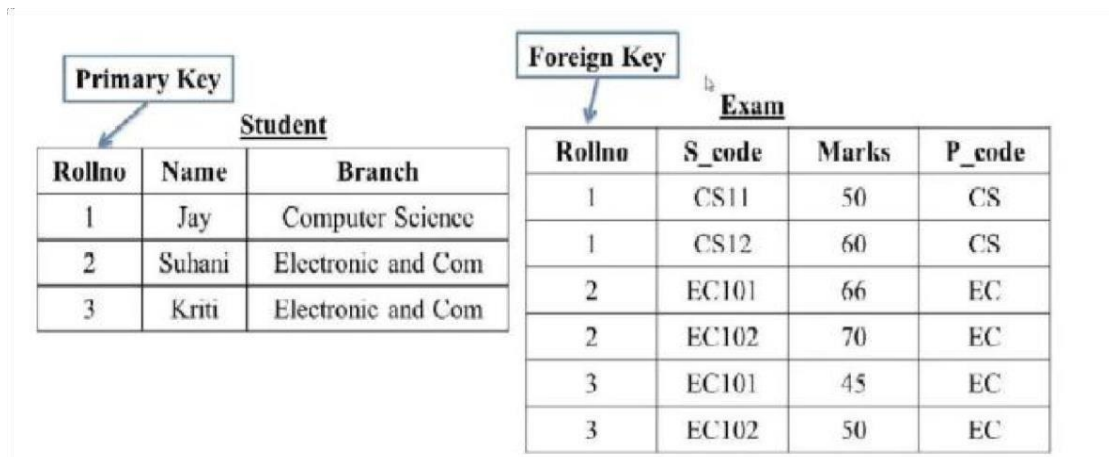 Primary Key
Student
Rollno Name Branch
1 Jay Computer Science
2 Suhani Electronic and Com
3 Kriti Electronic and Com
Foreign Key
Exam
Rollno S_code Marks P_code
1 CS11 50 CS
1 CS12 60 CS
2 EC101 66 EC
2 EC102 70 EC
3 EC101 45 EC
3 EC102 50 EC